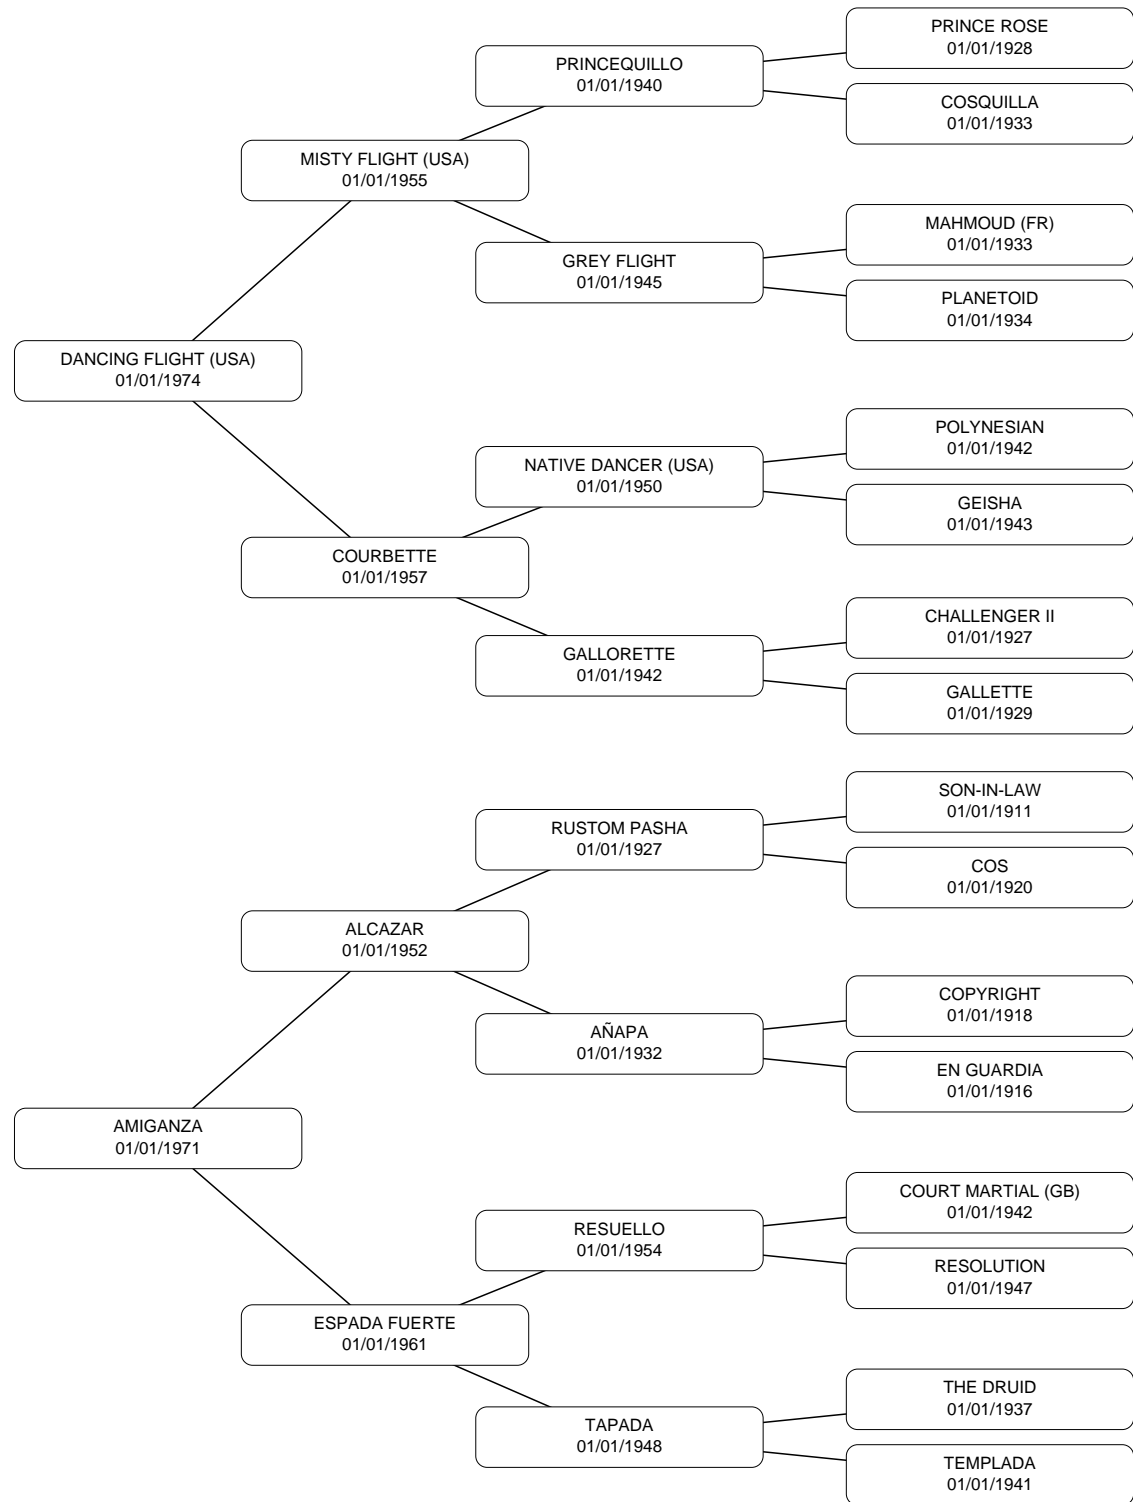 PRINCE ROSE
01/01/1928
PRINCEQUILLO
01/01/1940
COSQUILLA
01/01/1933
MISTY FLIGHT (USA)
01/01/1955
MAHMOUD (FR)
01/01/1933
GREY FLIGHT
01/01/1945
PLANETOID
01/01/1934
DANCING FLIGHT (USA)
01/01/1974
POLYNESIAN
01/01/1942
NATIVE DANCER (USA)
01/01/1950
GEISHA
01/01/1943
COURBETTE
01/01/1957
CHALLENGER II
01/01/1927
GALLORETTE
01/01/1942
GALLETTE
01/01/1929
SON-IN-LAW
01/01/1911
RUSTOM PASHA
01/01/1927
COS
01/01/1920
ALCAZAR
01/01/1952
COPYRIGHT
01/01/1918
AÑAPA
01/01/1932
EN GUARDIA
01/01/1916
AMIGANZA
01/01/1971
COURT MARTIAL (GB)
01/01/1942
RESUELLO
01/01/1954
RESOLUTION
01/01/1947
ESPADA FUERTE
01/01/1961
THE DRUID
01/01/1937
TAPADA
01/01/1948
TEMPLADA
01/01/1941